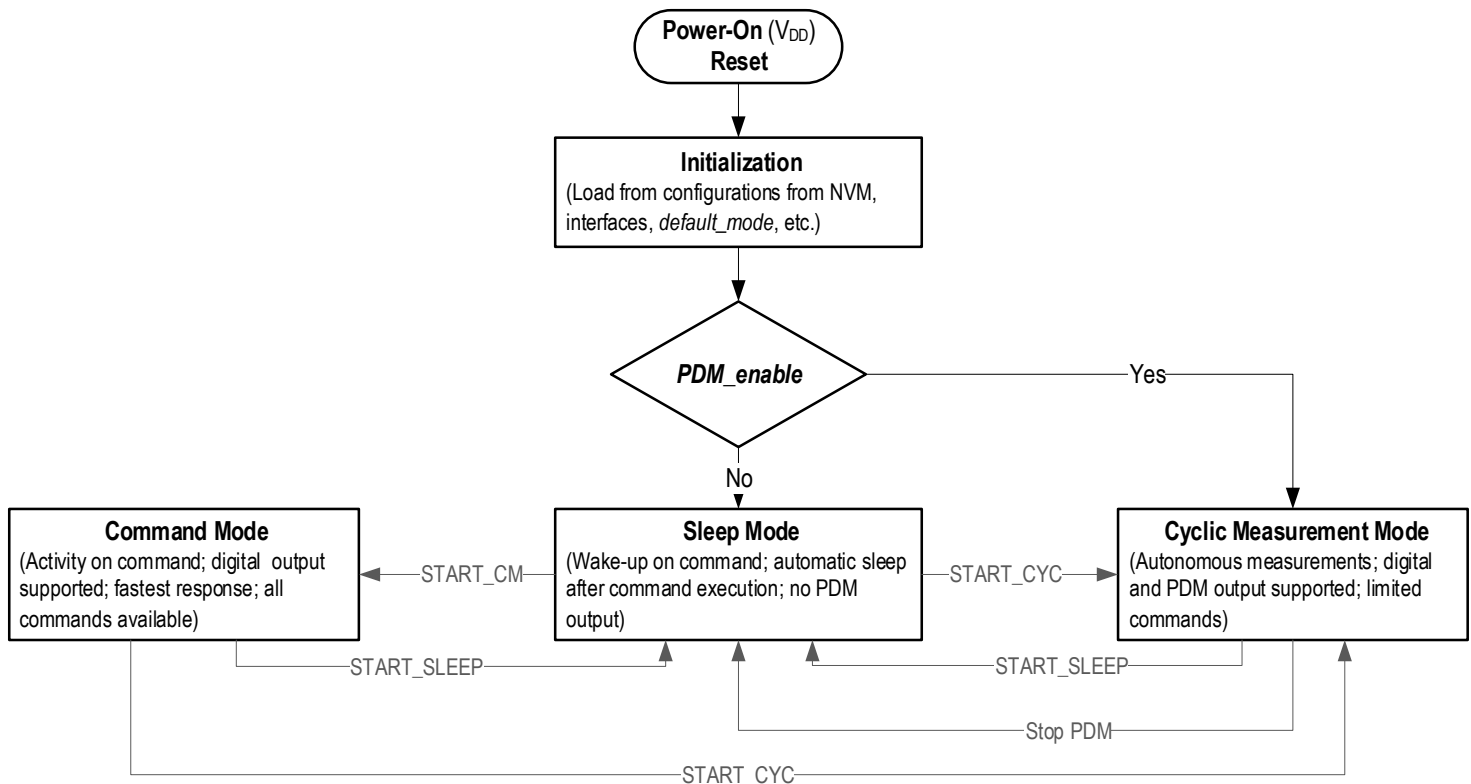 Power-On (VDD)
Reset
Initialization
(Load from configurations from NVM,
interfaces, default_mode, etc.)
PDM_enable
Yes
No
Command Mode
(Activity on command; digital output
supported; fastest response; all
commands available)
START_CM
Sleep Mode
(Wake-up on command; automatic sleep
after command execution; no PDM
output)
START_CYC
Cyclic Measurement Mode
(Autonomous measurements; digital
and PDM output supported; limited
commands)
START_SLEEP
START_SLEEP
Stop PDM
START_CYC